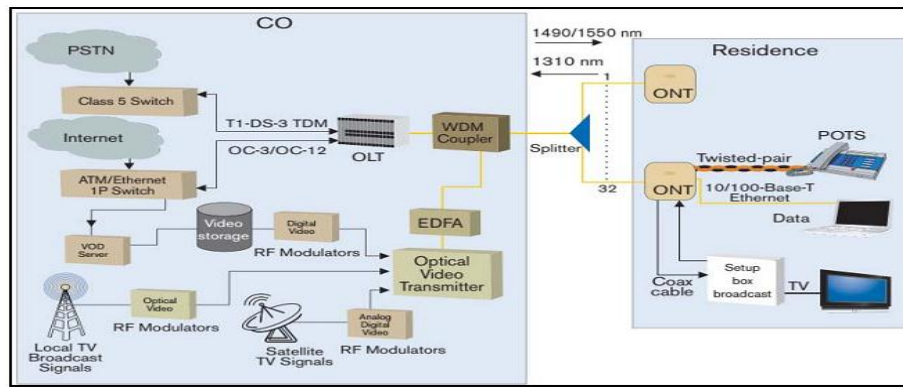 CO
PSTN
Class 5 Switch
Internet
ATM/Ethernet
1P Switch
T1-DS-3 TDM
OC-3/OC-12
OLT
WDM
Coupler
EDFA
VOD
Server
Video
storage
Digital
Video
RF Modulators
Optical
Video
Transmitter
Optical
Video
RF Modulators
Local TV
Broadcast
Signals
Satellite
TV Signals
Analog
Digital
Video
RF Modulators
1490/1550 nm
1310 nm
1
Splitter
32
Residence
ONT
ONT
POTS
Twisted-pair
10/100-Base-T
Ethernet
Data
Coax
cable
Setup
box
broadcast
TV